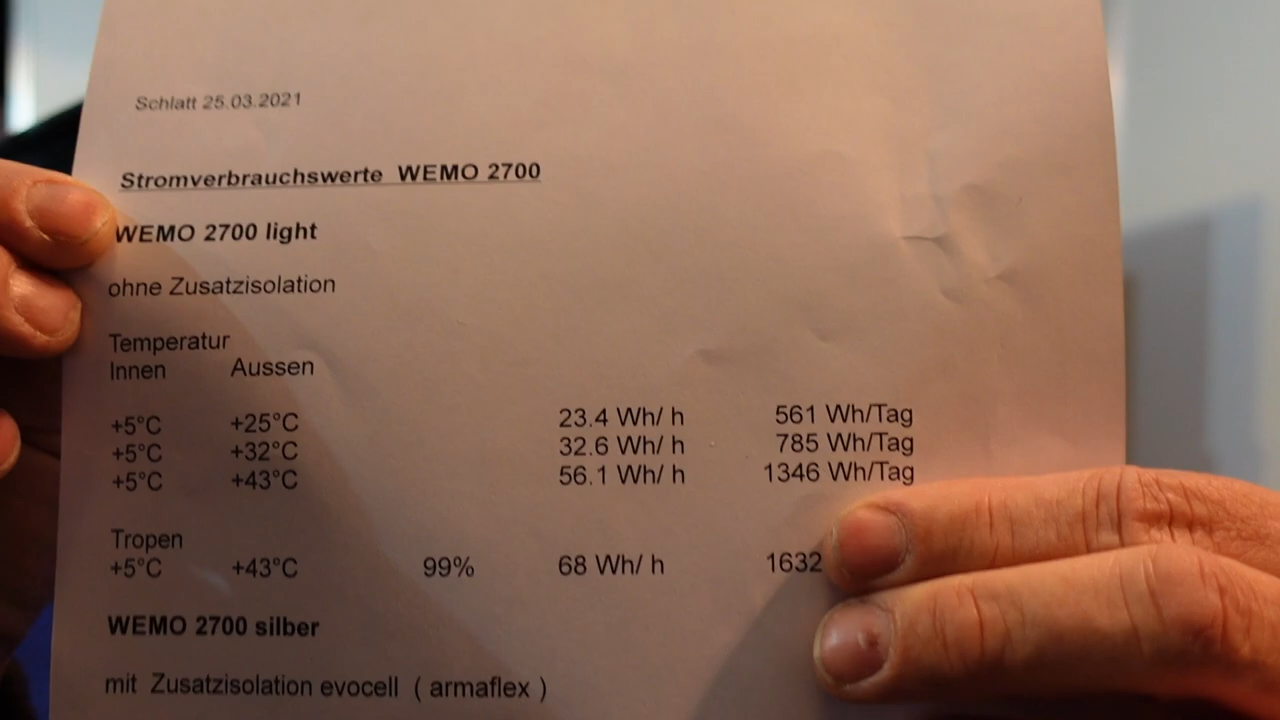 Schlatt 25.03.2021
Stromverbrauchswerte WEMO 2700
WEMO 2700 light
ohne Zusatzisolation
Temperatur
Innen Aussen
+5°C +25°C 23.4 Wh/ h 561 Wh/Tag
+5°C +32°C 32.6 Wh/ h 785 Wh/Tag
+5°C +43°C 56.1 Wh/ h 1346 Wh/Tag
Tropen
+5°C +43°C 99% 68 Wh/ h 1632
WEMO 2700 silber
mit Zusatzisolation evocell ( armaflex )